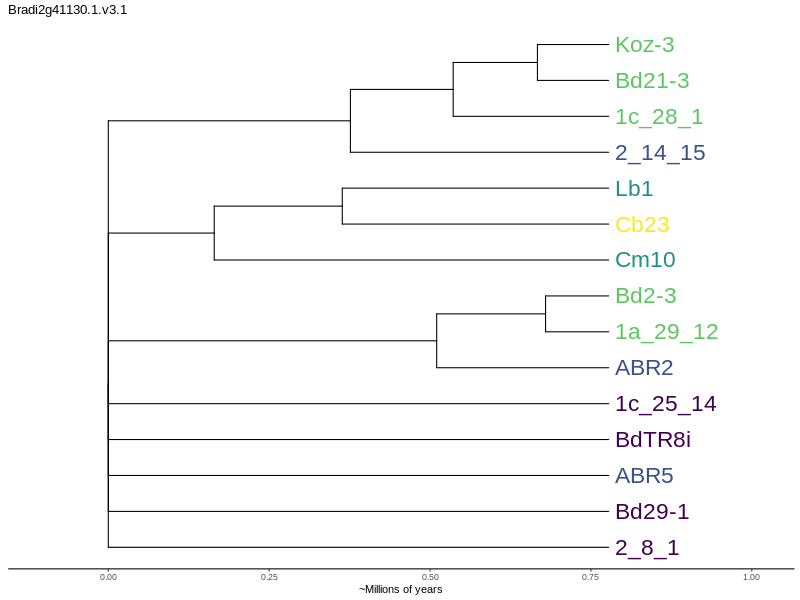 Bradi2g41130.1.v3.1
Koz-3
Bd21-3
1c_28_1
2_14_15
Lb1
Cb23
Cm10
Bd2-3
1a_29_12
ABR2
1c_25_14
BdTR8i
ABR5
Bd29-1
2_8_1
0.00 0.25 0.50 0.75 1.00
~Millions of years